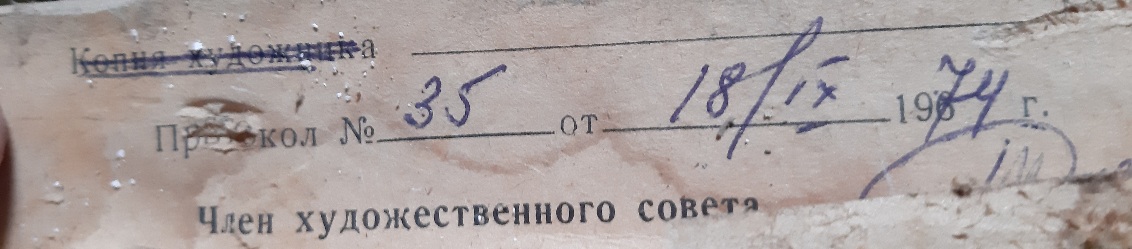 Копия художника
Протокол № 35 от 18/IX 1974 г.
Член художественного совета